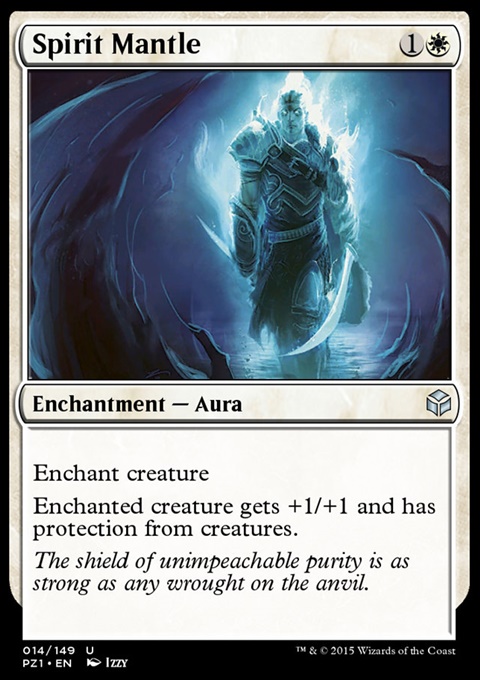 Spirit Mantle 1
Enchantment — Aura
Enchant creature
Enchanted creature gets +1/+1 and has
protection from creatures.
The shield of unimpeachable purity is as
strong as any wrought on the anvil.
014/149 U
PZ1 • EN Izzy
™ & © 2015 Wizards of the Coast